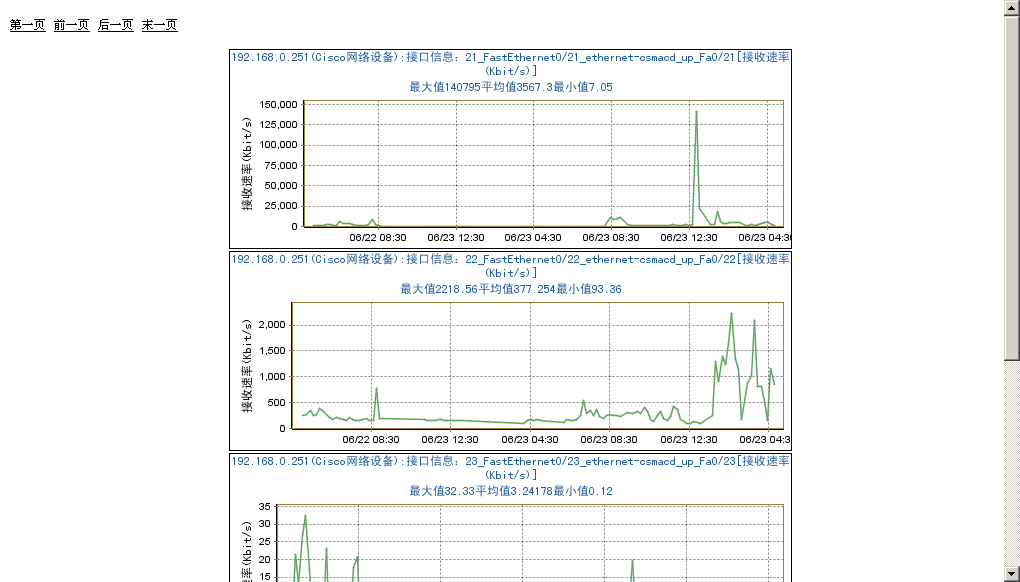 第一页 前一页 后一页 末一页
192.168.0.251(Cisco网络设备):接口信息: 21_FastEthernet0/21_ethernet-csmacd_up_Fa0/21[接收速率
(Kbit/s)]
最大值140795平均值3567.3最小值7.05
接收速率(Kbit/s)
150,000
125,000
100,000
75,000
50,000
25,000
0
06/22 08:30 06/23 12:30 06/23 04:30 06/23 08:30 06/23 12:30 06/23 04:30
192.168.0.251(Cisco网络设备):接口信息: 22_FastEthernet0/22_ethernet-csmacd_up_Fa0/22[接收速率
(Kbit/s)]
最大值2218.56平均值377.254最小值93.36
接收速率(Kbit/s)
2,000
1,500
1,000
500
0
06/22 08:30 06/23 12:30 06/23 04:30 06/23 08:30 06/23 12:30 06/23 04:3
192.168.0.251(Cisco网络设备):接口信息: 23_FastEthernet0/23_ethernet-csmacd_up_Fa0/23[接收速率
(Kbit/s)]
最大值32.33平均值3.24178最小值0.12
速率(Kbit/s)
35
30
25
20
15